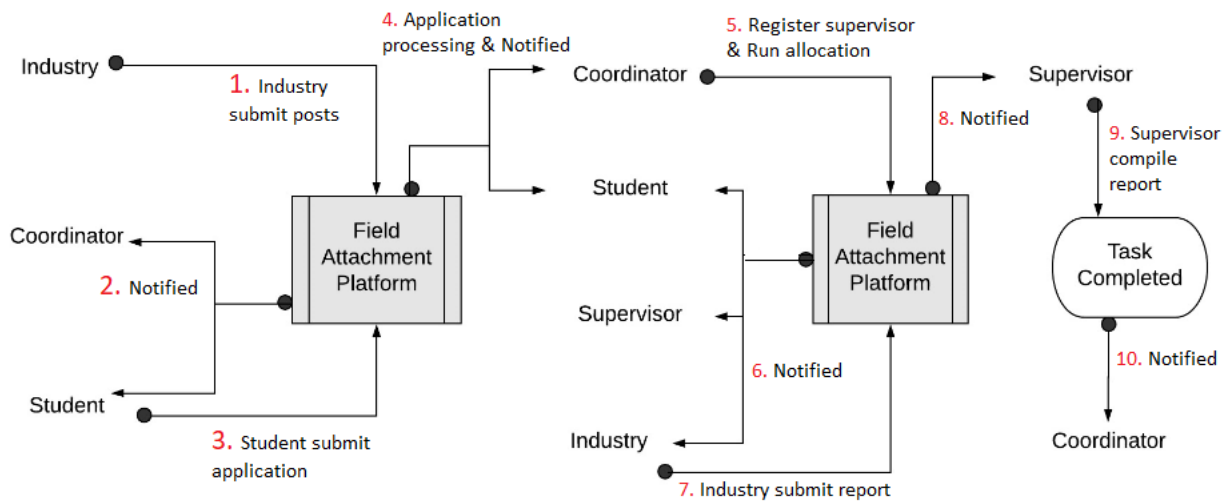 4. Application
processing & Notified
5. Register supervisor
& Run allocation
Industry
Coordinator
Supervisor
1. Industry
submit posts
8. Notified
9. Supervisor
compile
report
Student
Field
Attachment
Platform
Field
Attachment
Platform
Coordinator
2. Notified
Task
Completed
Supervisor
6. Notified
10. Notified
Student
3. Student submit
application
Industry
Coordinator
7. Industry submit report